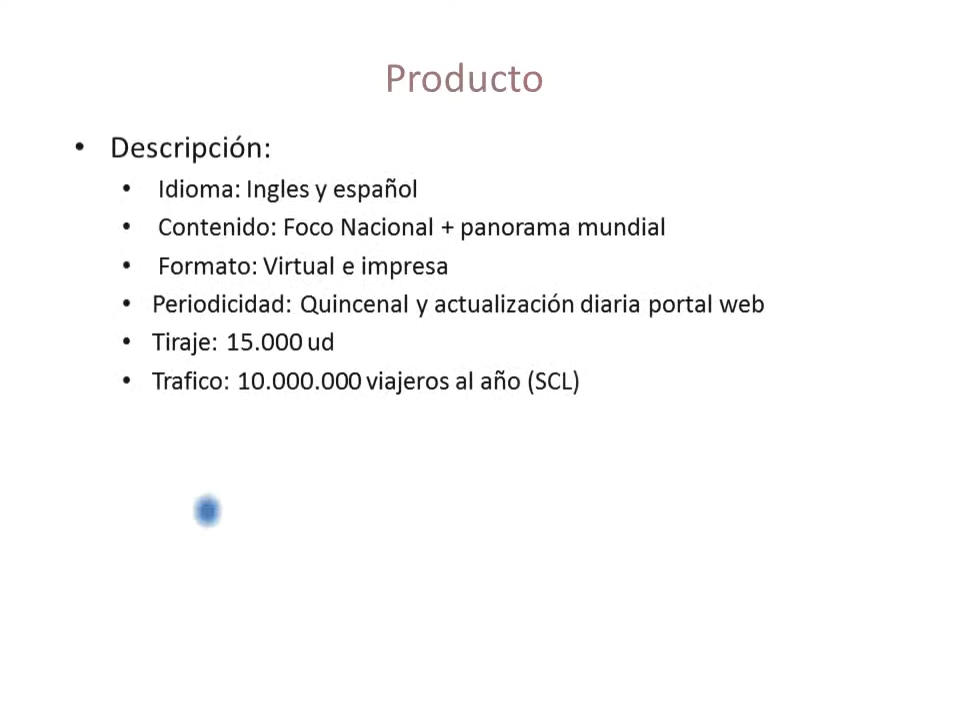 Producto
• Descripción:
• Idioma: Ingles y español
• Contenido: Foco Nacional + panorama mundial
• Formato: Virtual e impresa
• Periodicidad: Quincenal y actualización diaria portal web
• Tiraje: 15.000 ud
• Trafico: 10.000.000 viajeros al año (SCL)